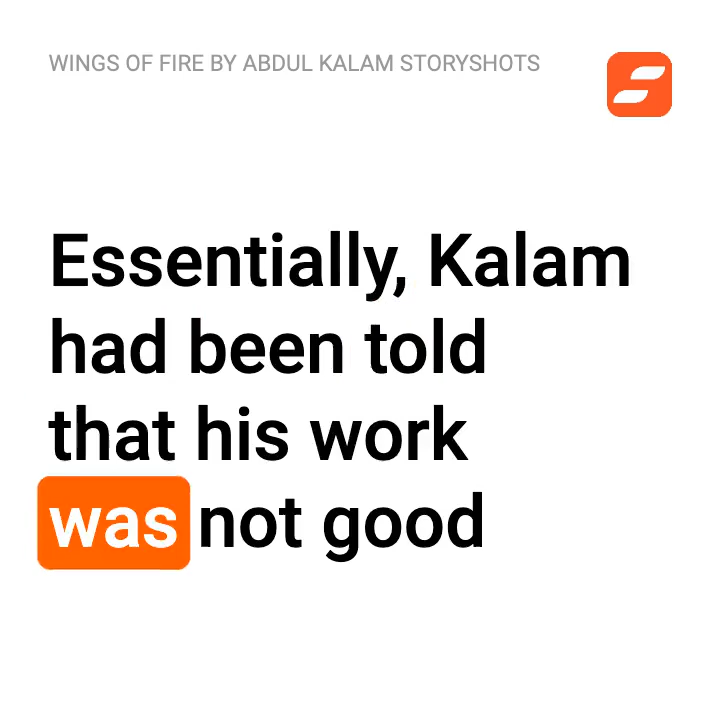 WINGS OF FIRE BY ABDUL KALAM STORYSHOTS
Essentially, Kalam
had been told
that his work
was not good